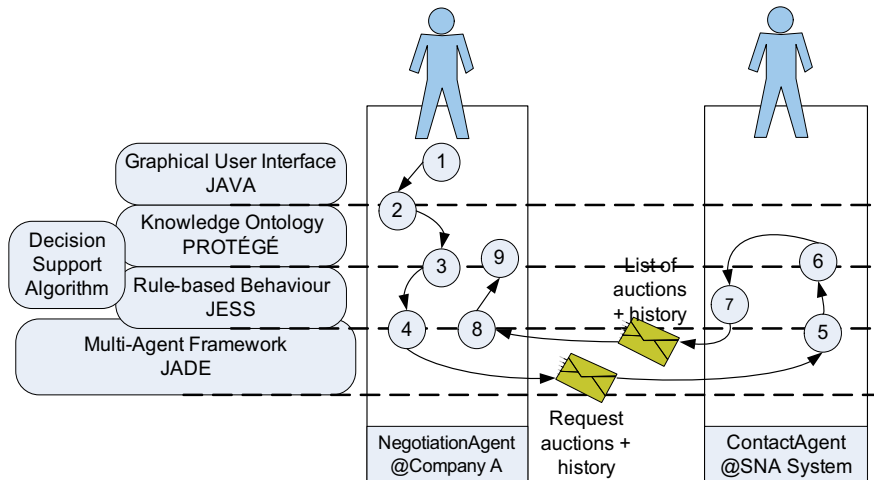 Graphical User Interface
JAVA
Knowledge Ontology
PROTÉGÉ
Decision
Support
Algorithm
Rule-based Behaviour
JESS
Multi-Agent Framework
JADE
1
2
3
4
9
8
List of
auctions
+ history
6
7
5
Request
auctions +
history
NegotiationAgent
@Company A
ContactAgent
@SNA System